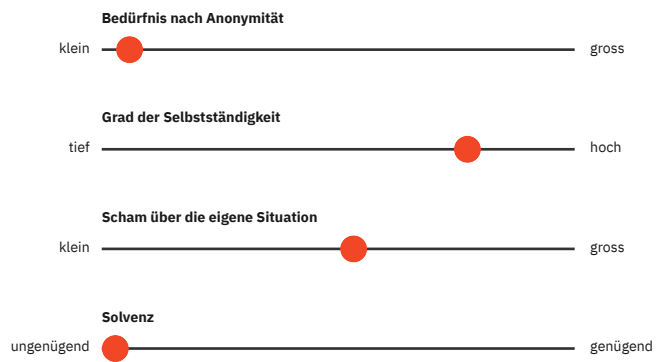 Bedürfnis nach Anonymität
klein gross
Grad der Selbstständigkeit
tief hoch
Scham über die eigene Situation
klein gross
Solvenz
ungenügend genügend